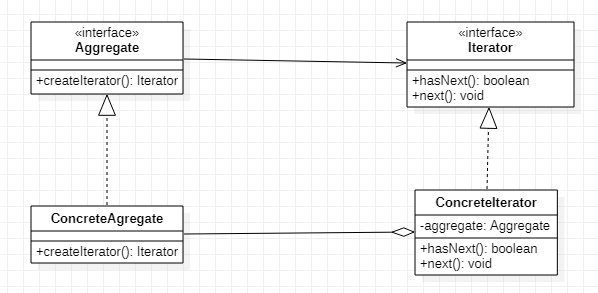 «interface»
Aggregate
+createIterator(): Iterator
«interface»
Iterator
+hasNext(): boolean
+next(): void
ConcreteAgregate
+createIterator(): Iterator
ConcreteIterator
-aggregate: Aggregate
+hasNext(): boolean
+next(): void